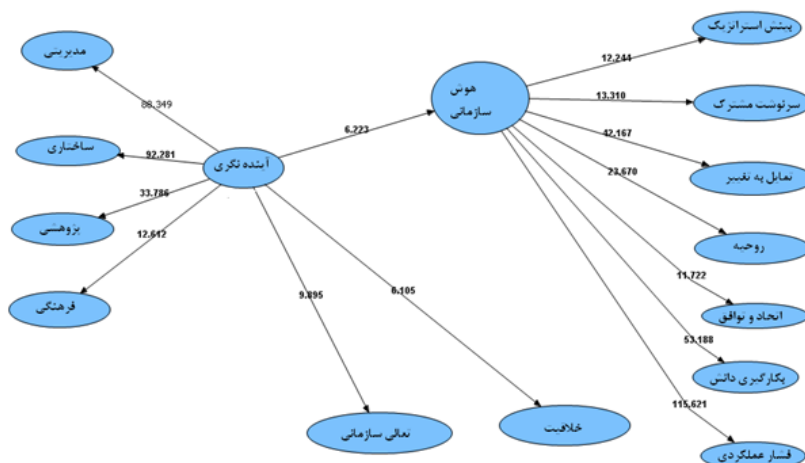 مدیریتی
ساختاری
پژوهشی
فرهنگی
آینده نگری
هوش
سازمانی
بینش استراتژیک
سرنوشت مشترک
تمایل به تغییر
روحیه
اتحاد و توافق
بکارگیری دانش
فشار عملکردی
تعالی سازمانی
خلاقیت
68.349
92.281
33.786
12.612
6.223
9.895
6.105
12.244
13.310
42.167
23.670
11.722
53.188
115.621